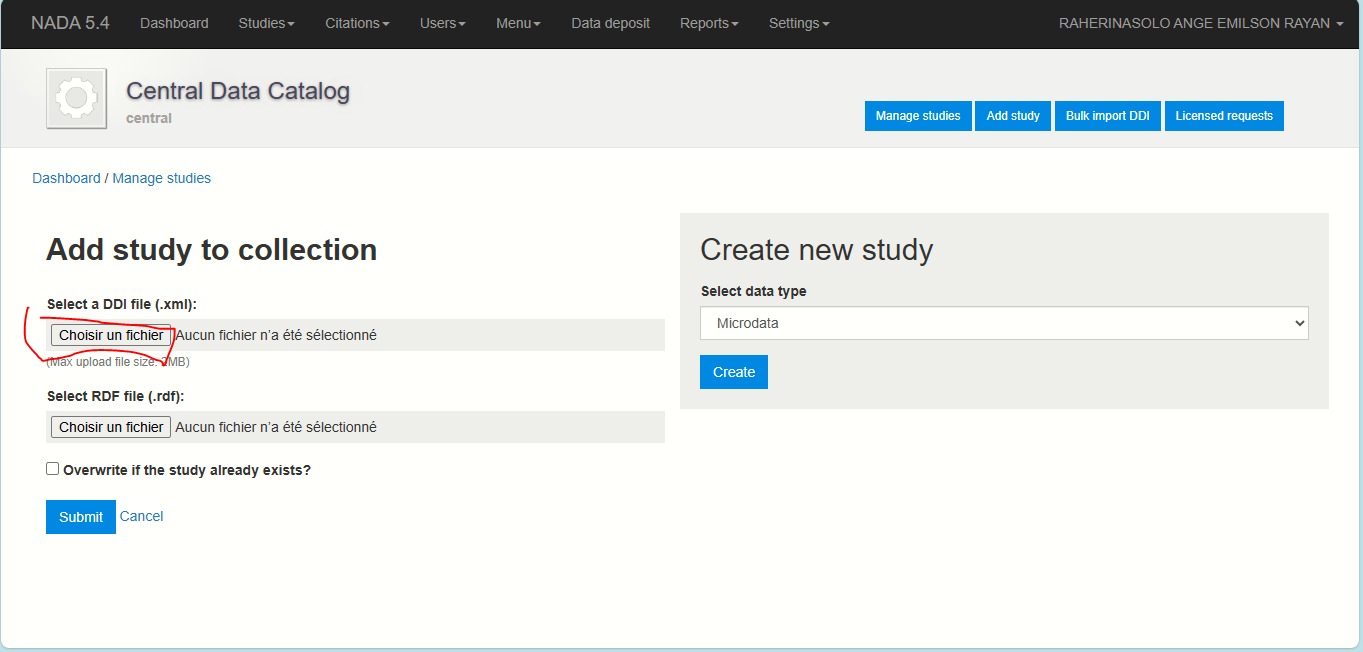 NADA 5.4 Dashboard Studies Citations Users Menu Data deposit Reports Settings RAHERINASOLO ANGE EMILSON RAYAN
Central Data Catalog
central
Manage studies Add study Bulk import DDI Licensed requests
Dashboard / Manage studies
Add study to collection
Select a DDI file (.xml):
Choisir un fichier Aucun fichier n'a été sélectionné
(Max upload file size: 2MB)
Select RDF file (.rdf):
Choisir un fichier Aucun fichier n'a été sélectionné
Overwrite if the study already exists?
Submit Cancel
Create new study
Select data type
Microdata
Create